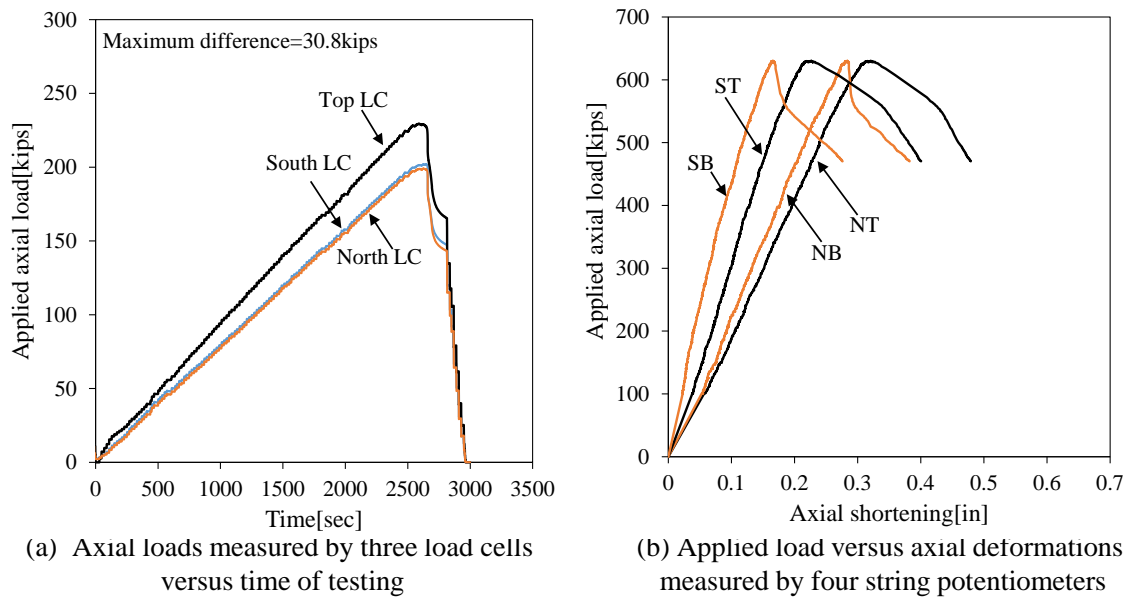 300
250
200
150
100
50
0
Applied axial load[kips]
Maximum difference=30.8kips
Top LC
South LC
North LC
0 500 1000 1500 2000 2500 3000 3500
Time[sec]
(a) Axial loads measured by three load cells
versus time of testing
700
600
500
400
300
200
100
0
Applied axial load[kips]
ST
SB
NT
NB
0 0.1 0.2 0.3 0.4 0.5 0.6 0.7
Axial shortening[in]
(b) Applied load versus axial deformations
measured by four string potentiometers